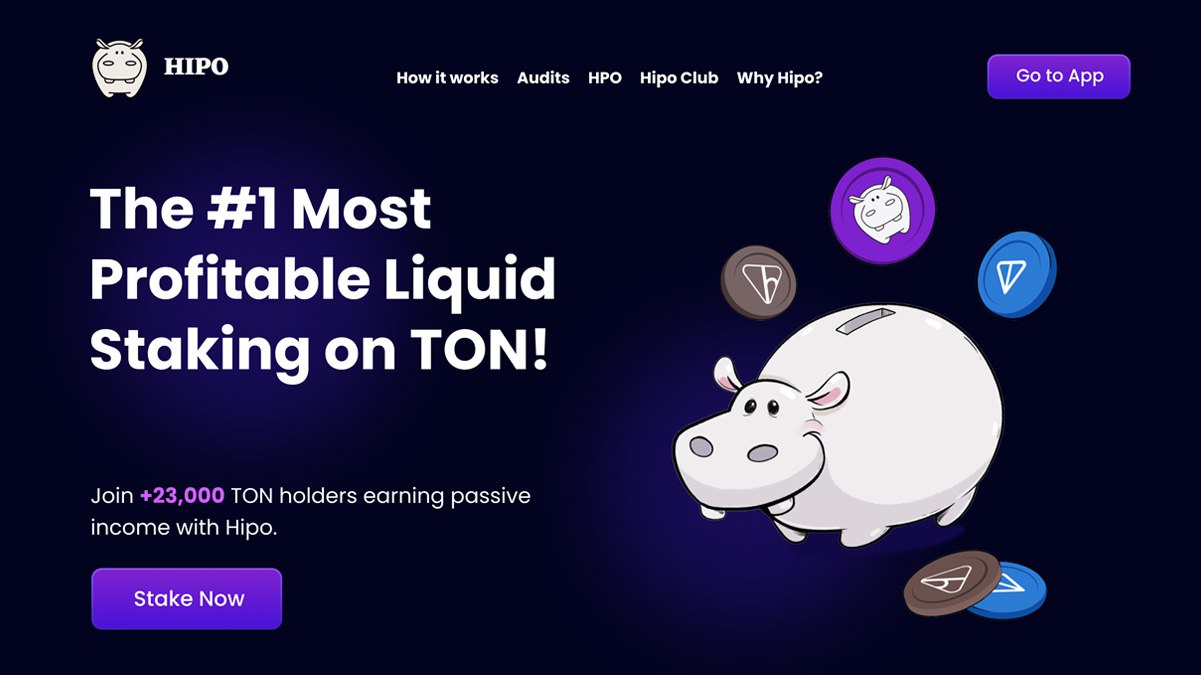 HIPO
How it works Audits HPO Hipo Club Why Hipo?
Go to App
The #1 Most
Profitable Liquid
Staking on TON!
Join +23,000 TON holders earning passive
income with Hipo.
Stake Now